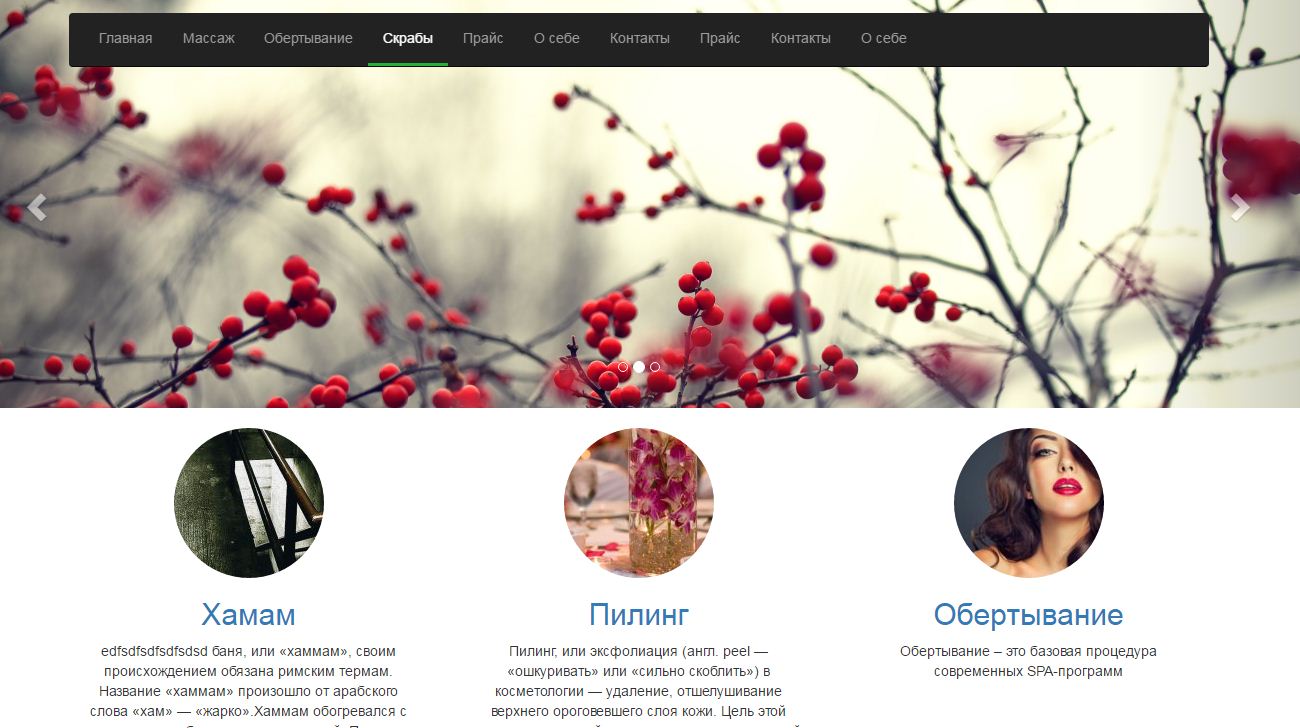 Главная Массаж Обертывание Скрабы Прайс О себе Контакты Прайс Контакты О себе
Хамам
edfsdfsdfsdfsdsd баня, или «хаммам», своим
происхождением обязана римским термам.
Название «хаммам» произошло от арабского
слова «хам» — «жарко».Хаммам обогревался с
Пилинг
Пилинг, или эксфолиация (англ. peel —
«ошкуривать» или «сильно скоблить») в
косметологии — удаление, отшелушивание
верхнего ороговевшего слоя кожи. Цель этой
Обертывание
Обертывание – это базовая процедура
современных SPA-программ